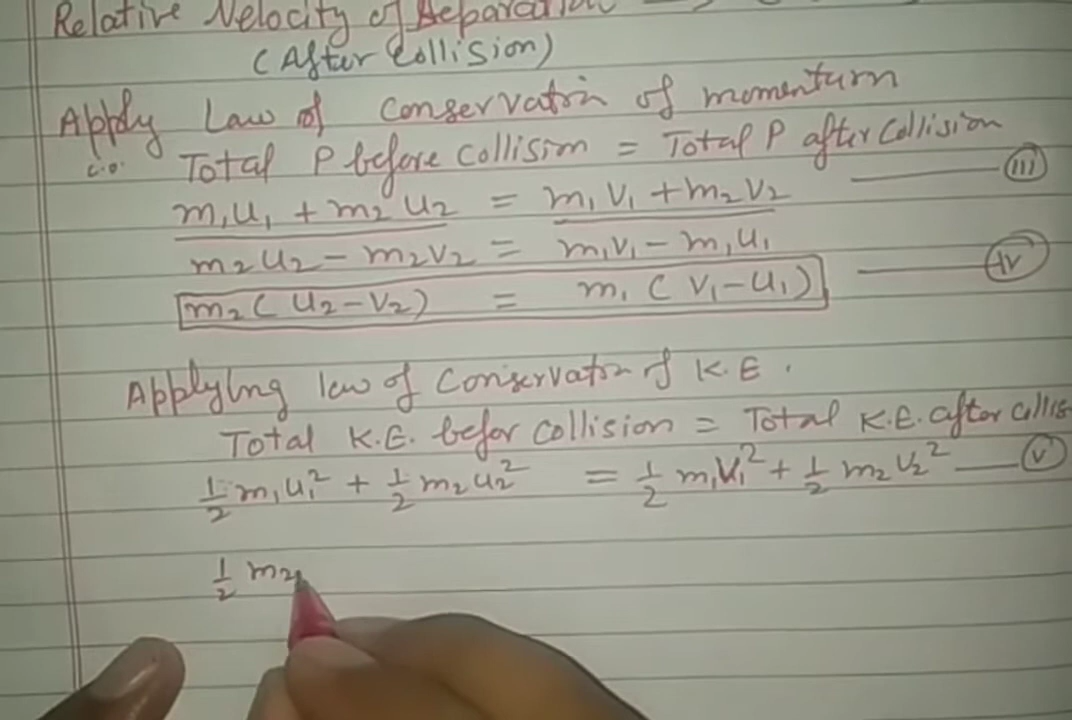 Relative Velocity of Separation
(After Collision)
Apply Law of Conservation of momentum
i.e. Total P before collision = Total P after Collision
m₁u₁ + m₂u₂ = m₁v₁ + m₂v₂ (iii)
m₂u₂ - m₂v₂ = m₁v₁ - m₁u₁
m₂(u₂-v₂) = m₁(v₁-u₁) (iv)
Applying law of Conservation of K.E.
Total K.E. befor collision = Total K.E. after collis
½ m₁u₁² + ½ m₂u₂² = ½ m₁v₁² + ½ m₂v₂² (v)
½ m₂